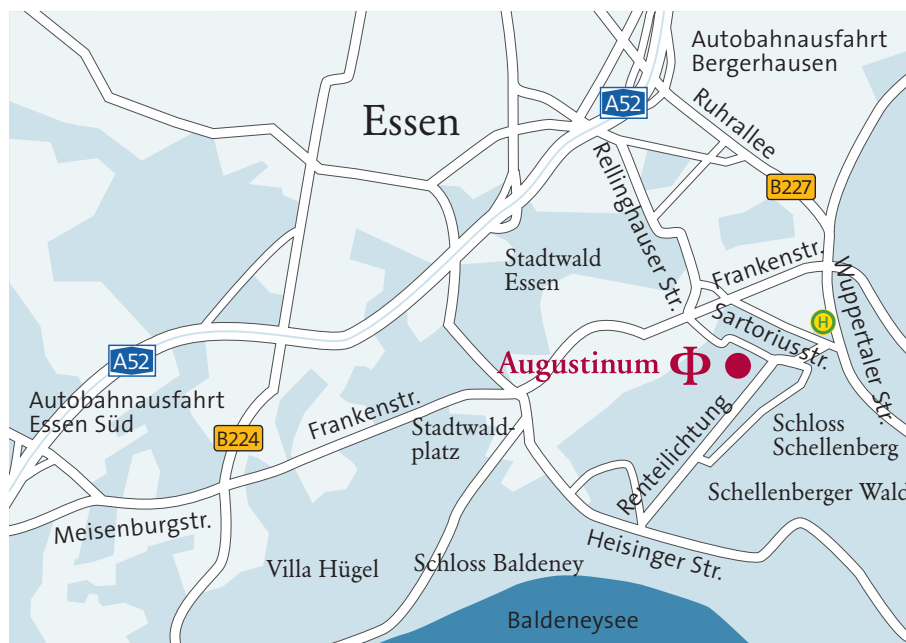 Autobahnausfahrt
Bergerhausen
A52
Essen
Ruhrallee
B227
Rellinghauser Str.
Stadtwald
Essen
Frankenstr.
Wuppertaler Str.
Sartoriusstr.
H
A52
Augustinum Φ
Autobahnausfahrt
Essen Süd
Frankenstr.
B224
Stadtwald-
platz
Renteilichtung
Schloss
Schellenberg
Schellenberger Wald
Meisenburgstr.
Villa Hügel
Schloss Baldeney
Heisinger Str.
Baldeneysee